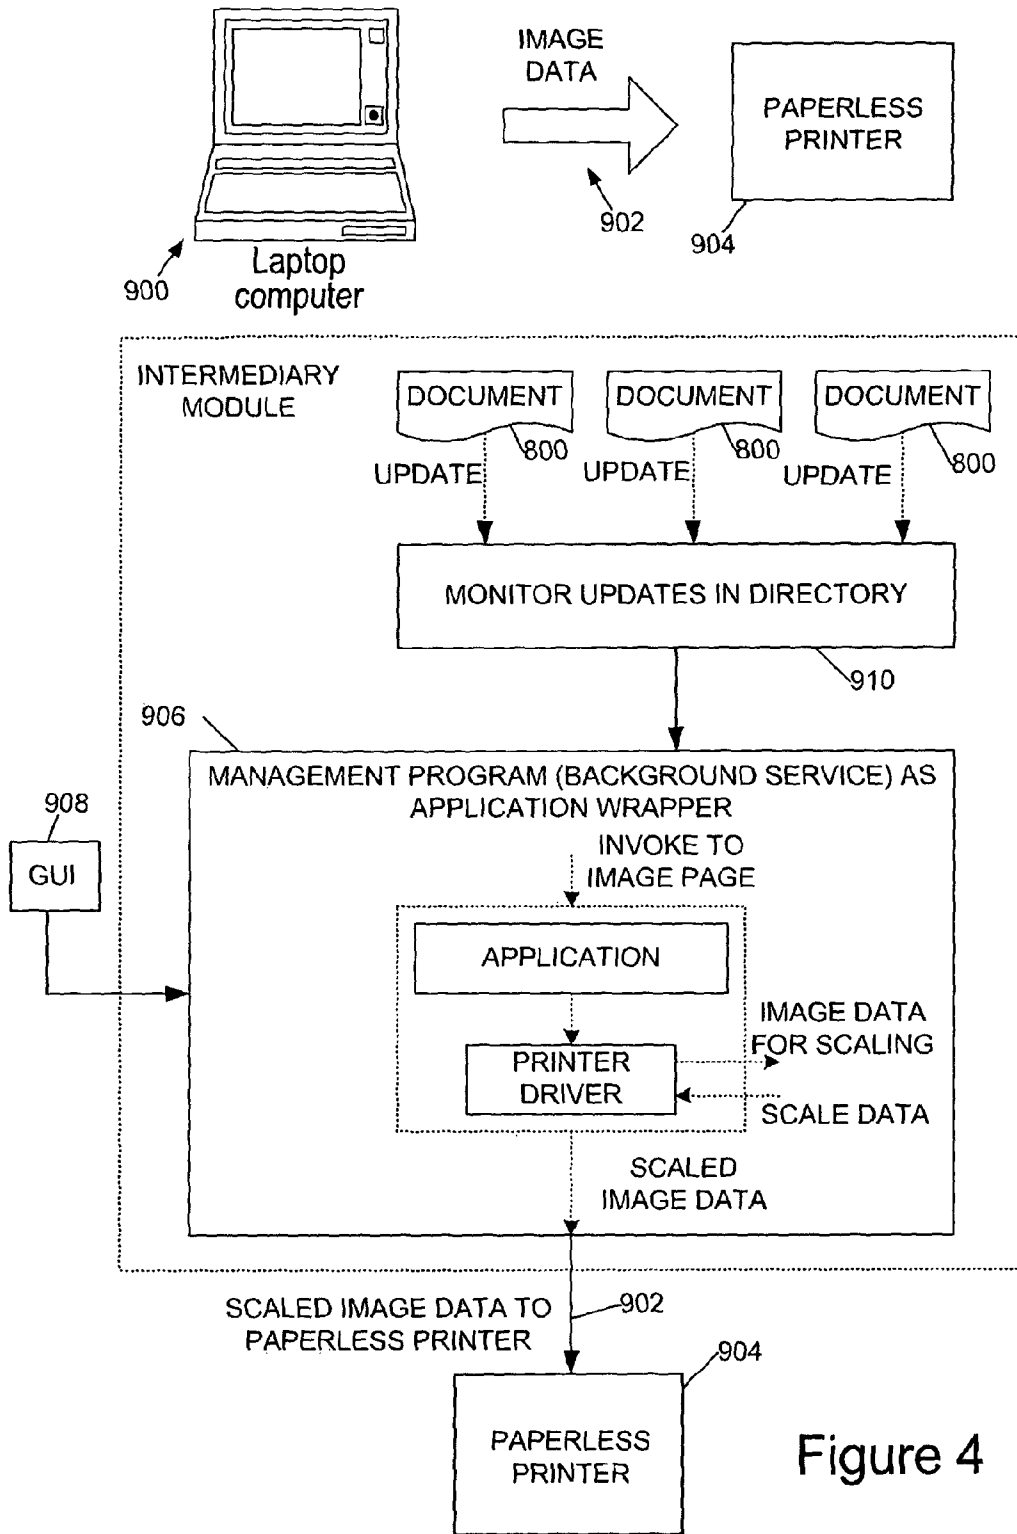 IMAGE
DATA
PAPERLESS
PRINTER
902
904
900
Laptop
computer
INTERMEDIARY
MODULE
DOCUMENT
DOCUMENT
DOCUMENT
800
800
800
UPDATE
UPDATE
UPDATE
MONITOR UPDATES IN DIRECTORY
910
906
MANAGEMENT PROGRAM (BACKGROUND SERVICE) AS
APPLICATION WRAPPER
908
GUI
INVOKE TO
IMAGE PAGE
APPLICATION
PRINTER
DRIVER
IMAGE DATA
FOR SCALING
SCALE DATA
SCALED
IMAGE DATA
SCALED IMAGE DATA TO
PAPERLESS PRINTER
902
904
PAPERLESS
PRINTER
Figure 4